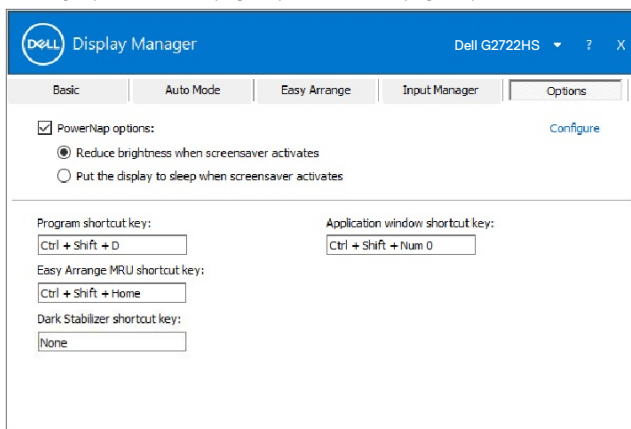 DELL Display Manager Dell G2722HS ? X
Basic Auto Mode Easy Arrange Input Manager Options
PowerNap options: Configure
Reduce brightness when screensaver activates
Put the display to sleep when screensaver activates
Program shortcut key: Application window shortcut key:
Ctrl + Shift + D Ctrl + Shift + Num 0
Easy Arrange MRU shortcut key:
Ctrl + Shift + Home
Dark Stabilizer shortcut key:
None